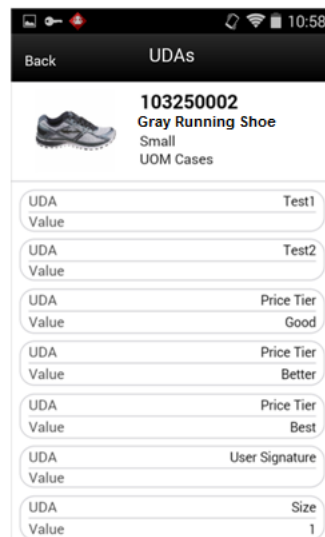 10:58
Back
UDAs
103250002
Gray Running Shoe
Small
UOM Cases
UDA Test1
Value
UDA Test2
Value
UDA Price Tier
Value Good
UDA Price Tier
Value Better
UDA Price Tier
Value Best
UDA User Signature
Value
UDA Size
Value 1